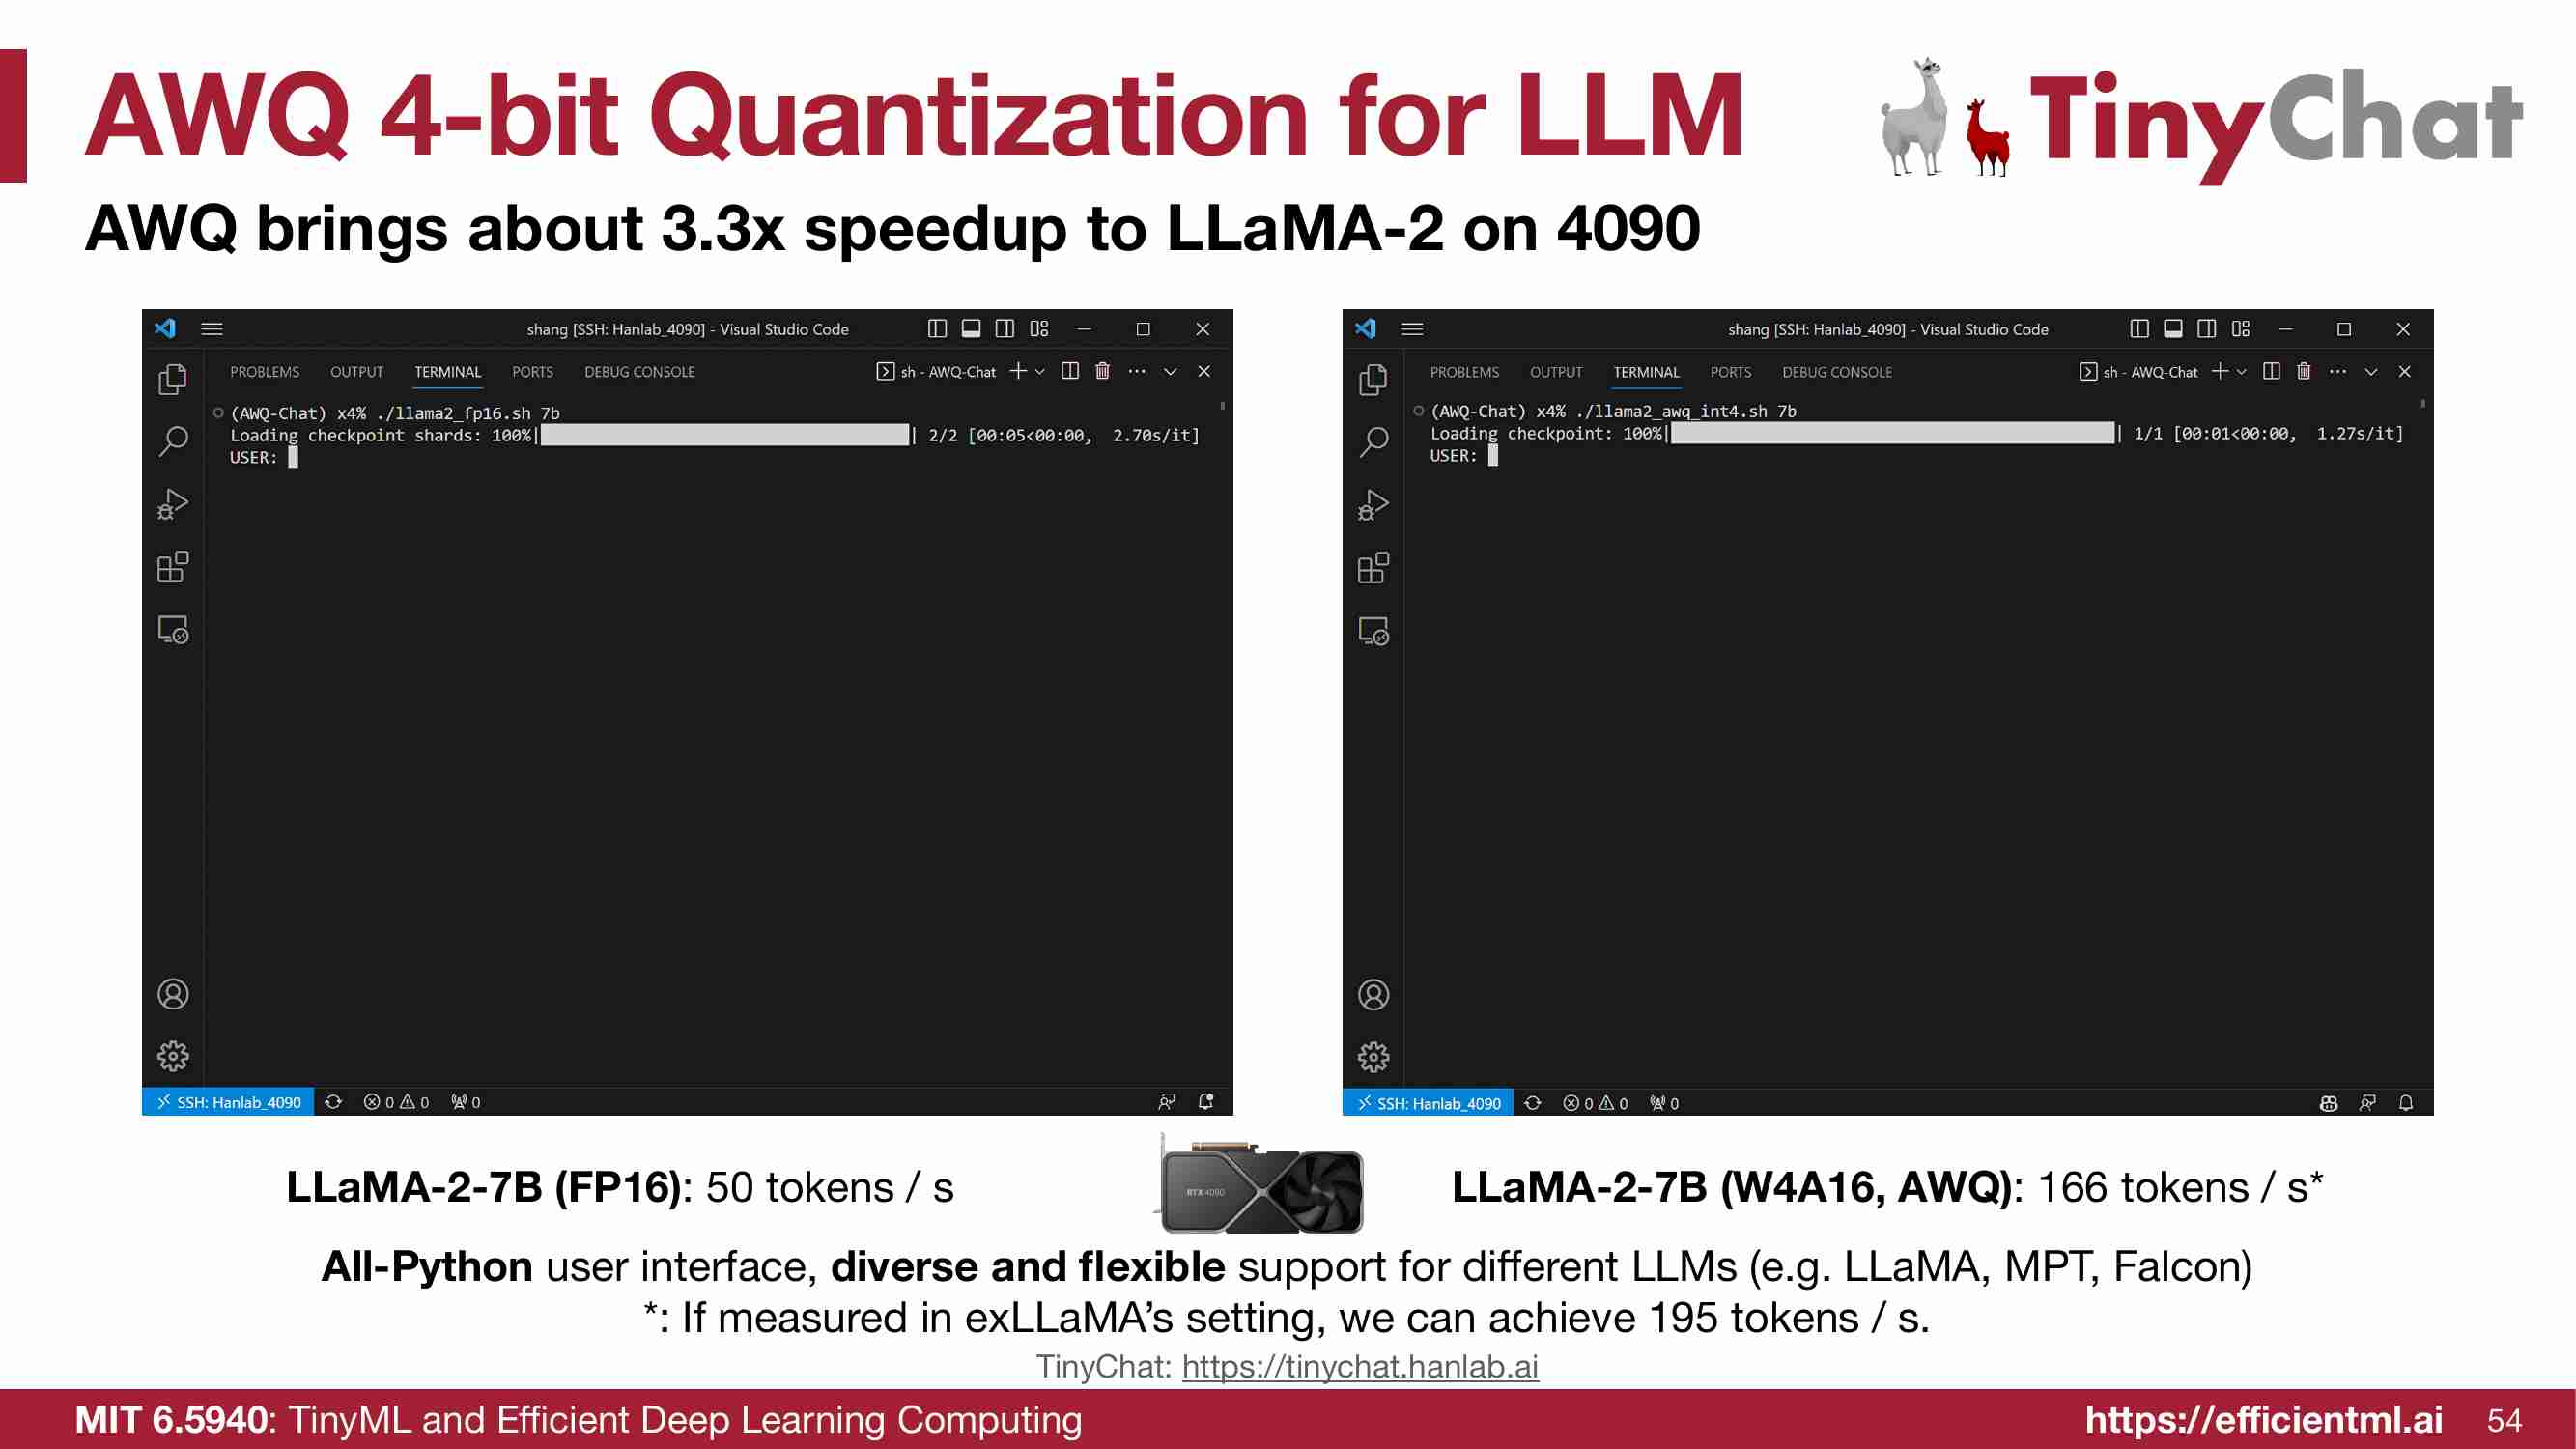 AWQ 4-bit Quantization for LLM
TinyChat
AWQ brings about 3.3x speedup to LLaMA-2 on 4090
shang [SSH: Hanlab_4090] - Visual Studio Code
PROBLEMS OUTPUT TERMINAL PORTS DEBUG CONSOLE sh - AWQ-Chat
(AWQ-Chat) x4% ./llama2_fp16.sh 7b
Loading checkpoint shards: 100%| | 2/2 [00:05<00:00, 2.70s/it]
USER:
SSH: Hanlab_4090 0 0 0
shang [SSH: Hanlab_4090] - Visual Studio Code
PROBLEMS OUTPUT TERMINAL PORTS DEBUG CONSOLE sh - AWQ-Chat
(AWQ-Chat) x4% ./llama2_awq_int4.sh 7b
Loading checkpoint: 100%| | 1/1 [00:01<00:00, 1.27s/it]
USER:
SSH: Hanlab_4090 0 0 0
LLaMA-2-7B (FP16): 50 tokens / s
RTX 4090
LLaMA-2-7B (W4A16, AWQ): 166 tokens / s*
All-Python user interface, diverse and flexible support for different LLMs (e.g. LLaMA, MPT, Falcon)
*: If measured in exLLaMA’s setting, we can achieve 195 tokens / s.
TinyChat: https://tinychat.hanlab.ai
MIT 6.5940: TinyML and Efficient Deep Learning Computing
https://efficientml.ai 54